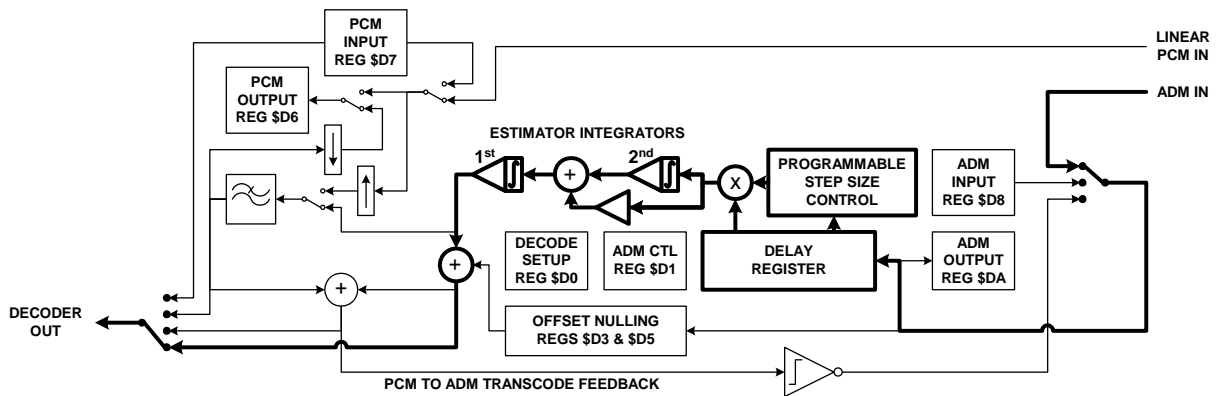 PCM
INPUT
REG $D7
LINEAR
PCM IN
PCM
OUTPUT
REG $D6
ADM IN
ESTIMATOR INTEGRATORS
1st
2nd
+
X
PROGRAMMABLE
STEP SIZE
CONTROL
ADM
INPUT
REG $D8
DECODE
SETUP
REG $D0
ADM CTL
REG $D1
DELAY
REGISTER
ADM
OUTPUT
REG $DA
+
+
DECODER
OUT
OFFSET NULLING
REGS $D3 & $D5
PCM TO ADM TRANSCODE FEEDBACK